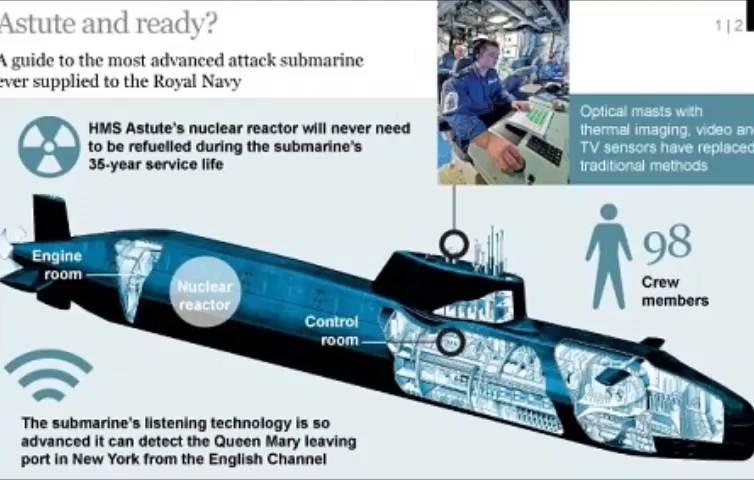 Astute and ready?
1 | 2
A guide to the most advanced attack submarine
ever supplied to the Royal Navy
HMS Astute's nuclear reactor will never need
to be refuelled during the submarine's
35-year service life
Optical masts with
thermal imaging, video an
TV sensors have replaced
traditional methods
98
Crew
members
Engine
room
Nuclear
reactor
Control
room
The submarine's listening technology is so
advanced it can detect the Queen Mary leaving
port in New York from the English Channel